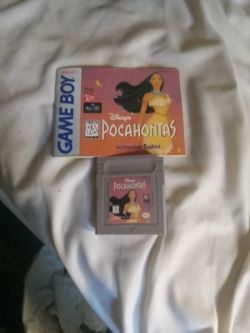 GAME BOY
Disney's
POCAHONTAS
Instruction Booklet
Disney's
POCAHONTAS